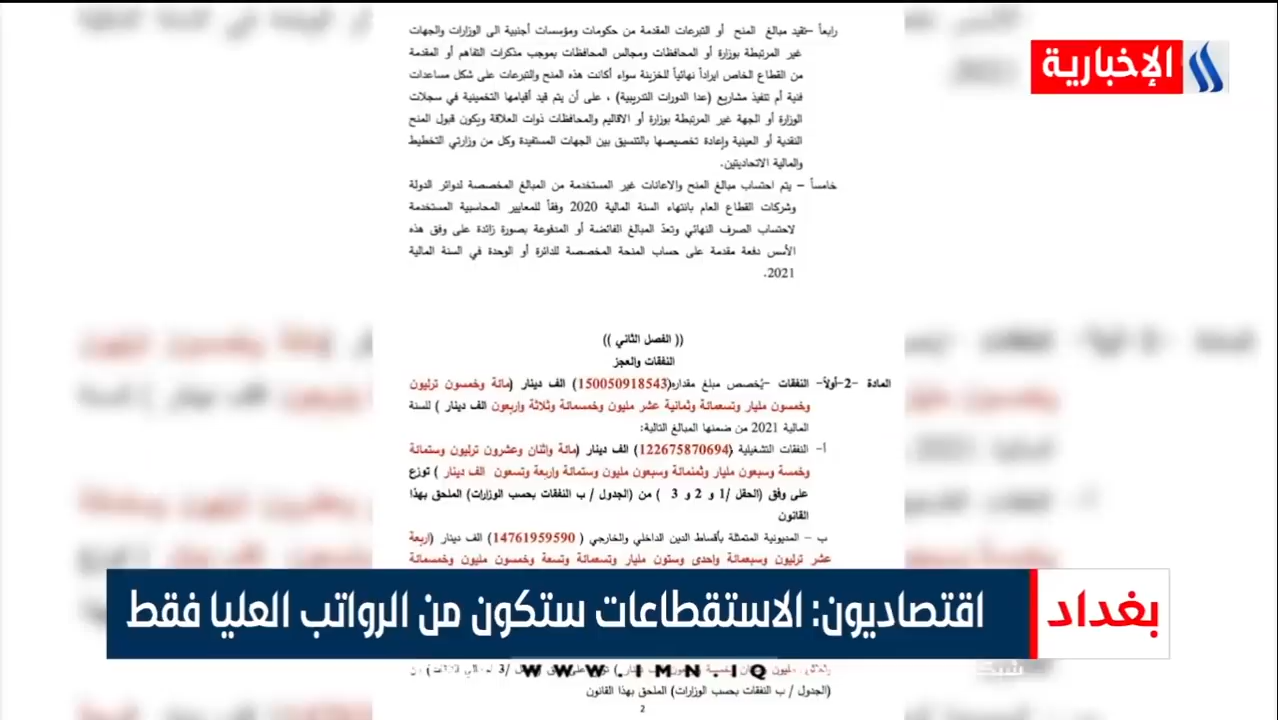 الإخبارية
رابعاً –تقيد مبالغ المنح أو التبرعات المقدمة من حكومات ومؤسسات أجنبية الى الوزارات والجهات
غير المرتبطة بوزارة أو المحافظات ومجالس المحافظات بموجب مذكرات التفاهم أو المقدمة
من القطاع الخاص ايراداً نهائياً للخزينة سواء أكانت هذه المنح والتبرعات على شكل مساعدات
فنية أم تنفيذ مشاريع (عدا الدورات التدريبية) ، على أن يتم قيد أقيامها التخمينية في سجلات
الوزارة أو الجهة غير المرتبطة بوزارة أو الاقاليم والمحافظات ذوات العلاقة ويكون قبول المنح
النقدية أو العينية وإعادة تخصيصها بالتنسيق بين الجهات المستفيدة وكل من وزارتي التخطيط
والمالية الاتحاديتين.
خامساً – يتم احتساب مبالغ المنح والاعانات غير المستخدمة من المبالغ المخصصة لدوائر الدولة
وشركات القطاع العام بانتهاء السنة المالية 2020 وفقاً للمعايير المحاسبية المستخدمة
لاحتساب الصرف النهائي وتعدّ المبالغ الفائضة أو المدفوعة بصورة زائدة على وفق هذه
الأسس دفعة مقدمة على حساب المنحة المخصصة للدائرة أو الوحدة في السنة المالية
2021.
(( الفصل الثاني ))
النفقات والعجز
المادة -2-أولاً- النفقات -يُخصص مبلغ مقداره(150050918543) الف دينار (مائة وخمسون ترليون
وخمسون مليار وتسعمائة وثمانية عشر مليون وخمسمائة وثلاثة واربعون الف دينار ) للسنة
المالية 2021 من ضمنها المبالغ التالية:
أ- النفقات التشغيلية (122675870694) الف دينار (مائة واثنان وعشرون ترليون وستمائة
وخمسة وسبعون مليار وثمنمائة وسبعون مليون وستمائة واربعة وتسعون الف دينار ) توزع
على وفق (الحقل /1 و 2 و 3 ) من (الجدول / ب النفقات بحسب الوزارات) الملحق بهذا
القانون
ب – المديونية المتمثلة بأقساط الدين الداخلي والخارجي ( 14761959590) الف دينار (اربعة
عشر ترليون وسبعمائة واحدى وستون مليار وتسعمائة وتسعة وخمسون مليون وخمسمائة
بغداد
اقتصاديون: الاستقطاعات ستكون من الرواتب العليا فقط
WWW.IMN.IQ
(الجدول / ب النفقات بحسب الوزارات) الملحق بهذا القانون
2